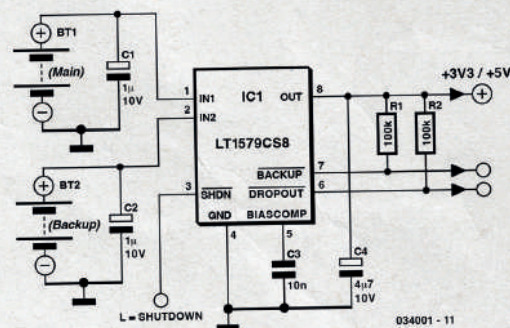 BT1
(Main)
C1
1µ
10V
1
IN1
IC1
OUT
8
R1
100k
R2
100k
+3V3 / +5V
2
IN2
LT1579CS8
BT2
(Backup)
C2
1µ
10V
3
SHDN
BACKUP
7
DROPOUT
6
GND
BIASCOMP
4
5
C3
10n
C4
4µ7
10V
L = SHUTDOWN
034001 - 11